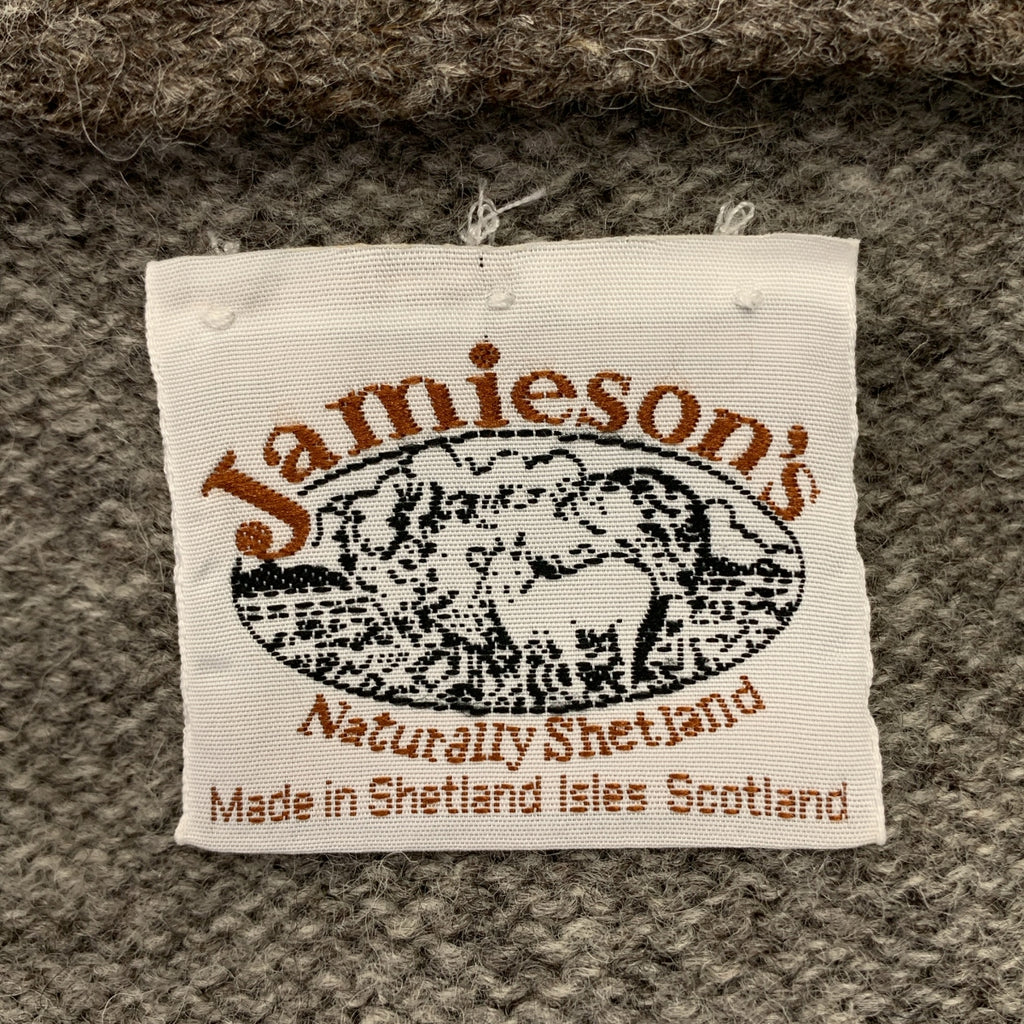 Jamieson's
Naturally Shetland
Made in Shetland Isles Scotland